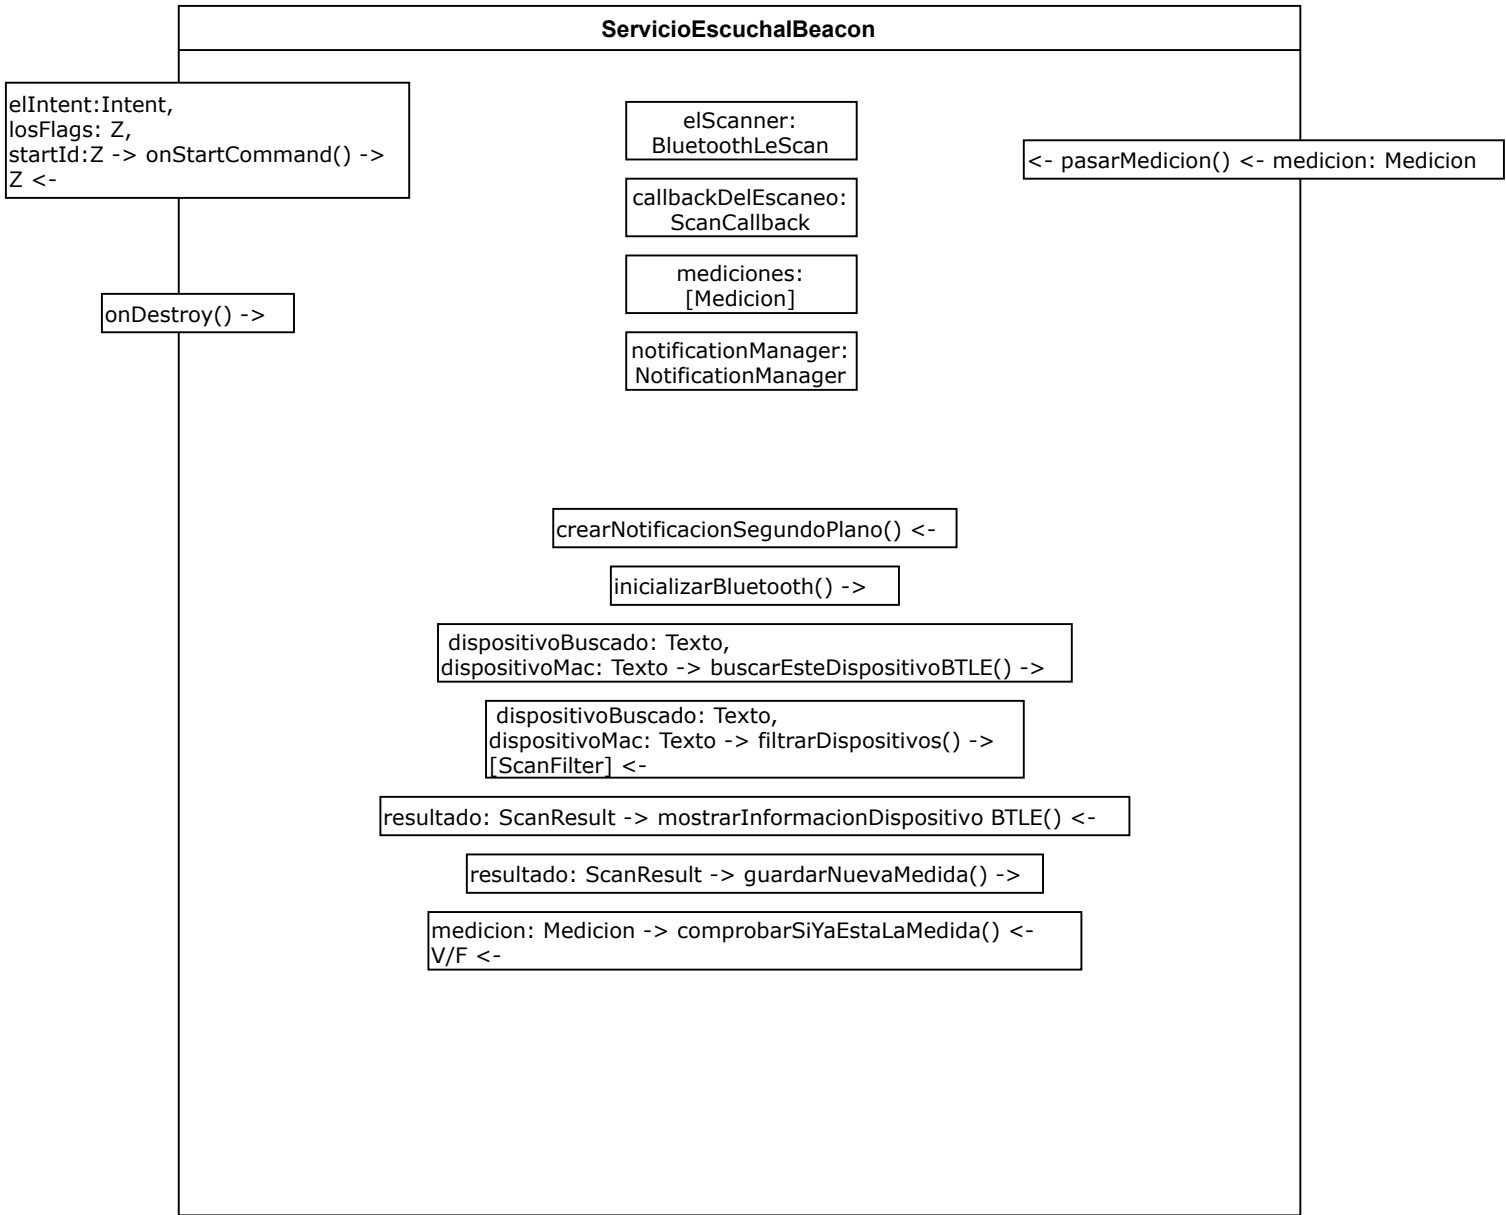 ServicioEscuchaIBeacon
elIntent:Intent,
losFlags: Z,
startId:Z -> onStartCommand() ->
Z <-
elScanner:
BluetoothLeScan
<- pasarMedicion() <- medicion: Medicion
callbackDelEscaneo:
ScanCallback
mediciones:
[Medicion]
onDestroy() ->
notificationManager:
NotificationManager
crearNotificacionSegundoPlano() <-
inicializarBluetooth() ->
dispositivoBuscado: Texto,
dispositivoMac: Texto -> buscarEsteDispositivoBTLE() ->
dispositivoBuscado: Texto,
dispositivoMac: Texto -> filtrarDispositivos() ->
[ScanFilter] <-
resultado: ScanResult -> mostrarInformacionDispositivo BTLE() <-
resultado: ScanResult -> guardarNuevaMedida() ->
medicion: Medicion -> comprobarSiYaEstaLaMedida() <-
V/F <-